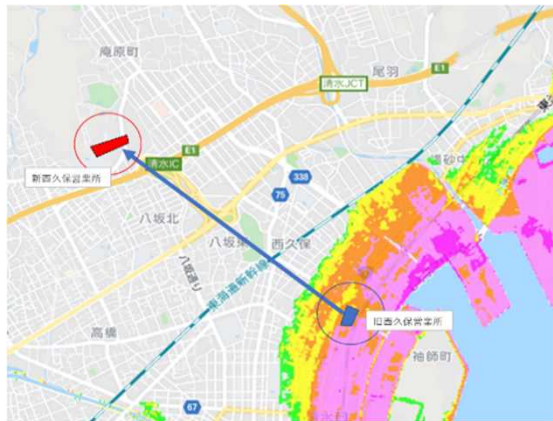 庵原町
尾羽
E1
清水JCT
E1
清水IC
新西久保営業所
338
75
八坂北
八坂東
西久保
八坂通り
東海道新幹線
旧西久保営業所
高橋
袖師町
67